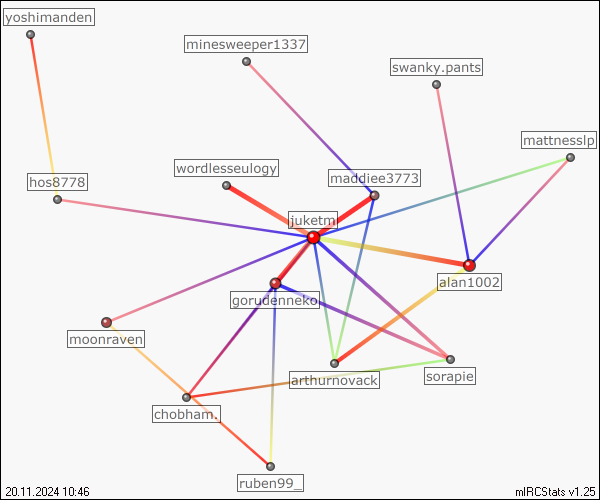 yoshimanden
minesweeper1337
swanky.pants
mattnesslp
wordlesseulogy
maddiee3773
hos8778
juketm
alan1002
gorudenneko
moonraven
arthurnovack
sorapie
chobham.
ruben99_
20.11.2024 10:46
mIRCStats v1.25